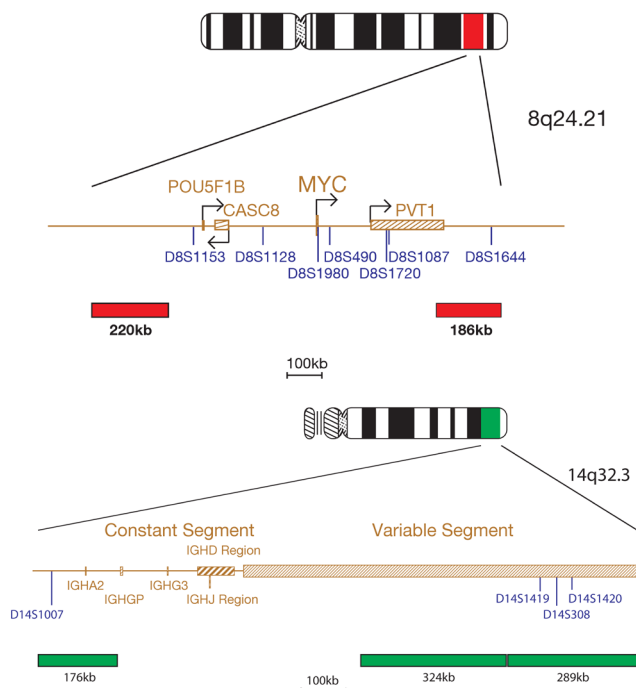 8q24.21
MYC
POU5F1B
CASC8
PVT1
D8S1153
D8S1128
D8S490
D8S1087
D8S1644
D8S1980
D8S1720
220kb
186kb
100kb
14q32.3
Constant Segment
Variable Segment
IGHD Region
IGHA2
IGHG3
IGHGP
IGHJ Region
D14S1007
D14S1419
D14S1420
D14S308
176kb
100kb
324kb
289kb